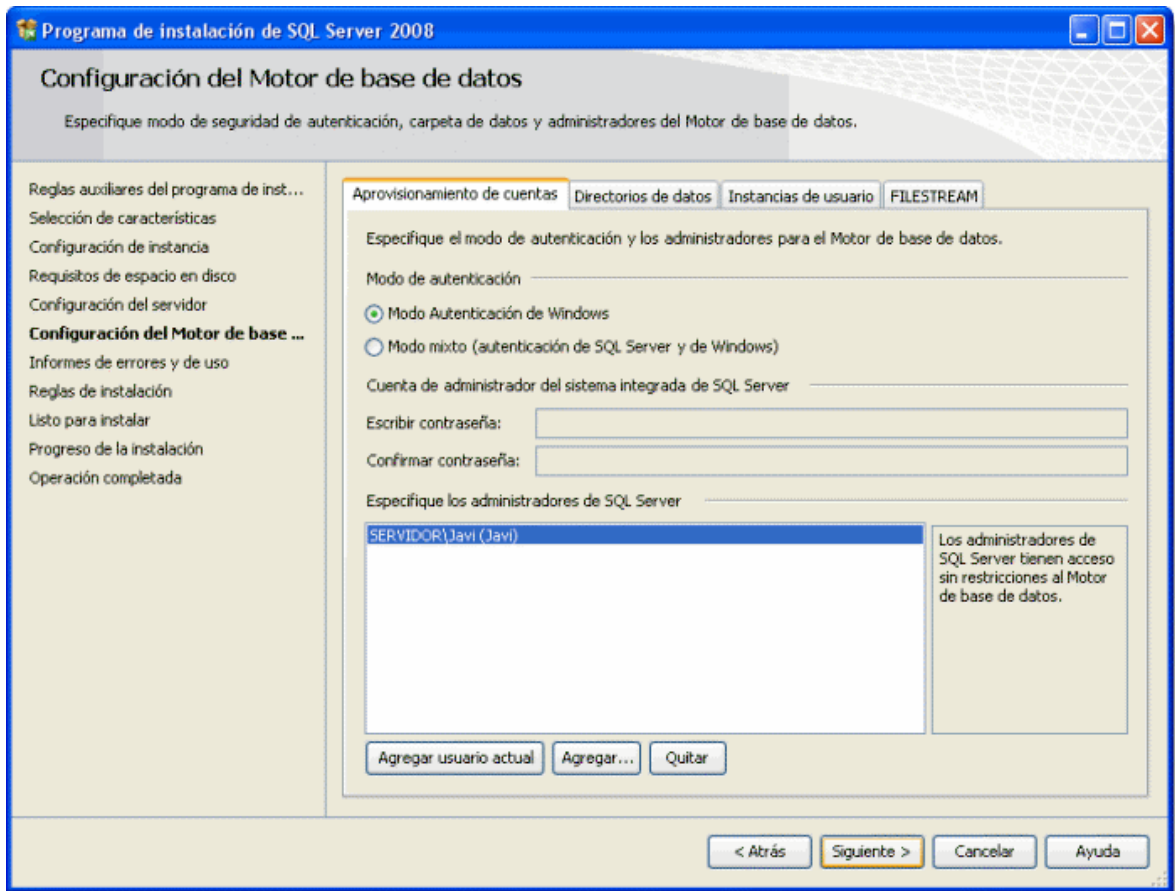 Programa de instalación de SQL Server 2008
Configuración del Motor de base de datos
Especifique modo de seguridad de autenticación, carpeta de datos y administradores del Motor de base de datos.
Reglas auxiliares del programa de inst...
Selección de características
Configuración de instancia
Requisitos de espacio en disco
Configuración del servidor
Configuración del Motor de base ...
Informes de errores y de uso
Reglas de instalación
Listo para instalar
Progreso de la instalación
Operación completada
Aprovisionamiento de cuentas
Directorios de datos
Instancias de usuario
FILESTREAM
Especifique el modo de autenticación y los administradores para el Motor de base de datos.
Modo de autenticación
Modo Autenticación de Windows
Modo mixto (autenticación de SQL Server y de Windows)
Cuenta de administrador del sistema integrada de SQL Server
Escribir contraseña:
Confirmar contraseña:
Especifique los administradores de SQL Server
SERVIDOR\Javi (Javi)
Los administradores de
SQL Server tienen acceso
sin restricciones al Motor
de base de datos.
Agregar usuario actual
Agregar...
Quitar
< Atrás
Siguiente >
Cancelar
Ayuda